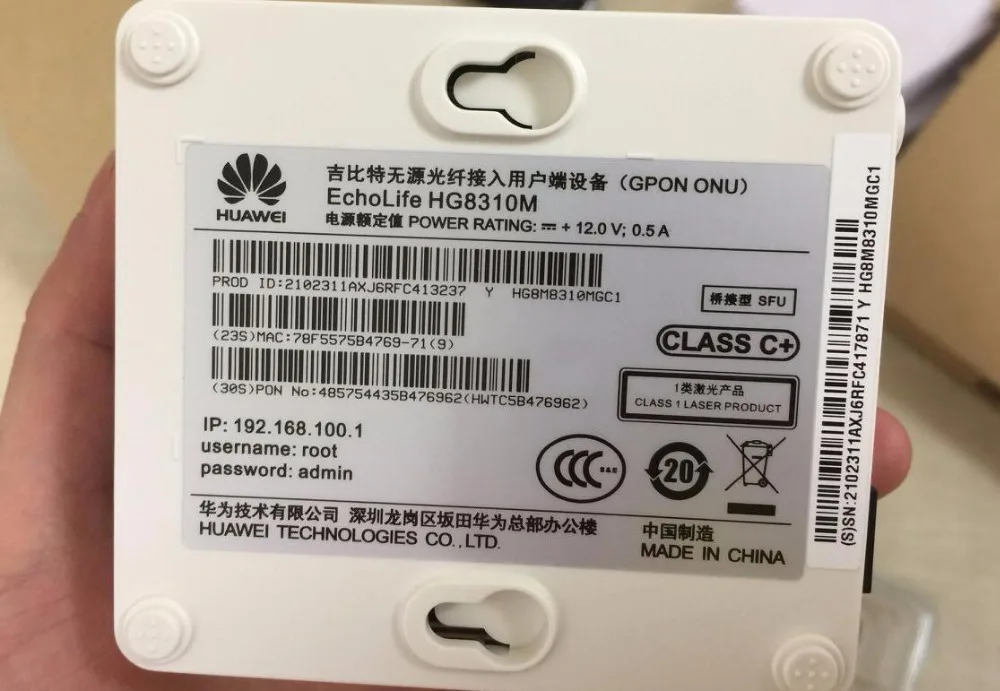 吉比特无源光纤接入用户端设备（GPON ONU）
EchoLife HG8310M
HUAWEI
电源额定值 POWER RATING: ⎓ + 12.0 V; 0.5 A
PROD ID:2102311AXJ6RFC413237 Y HG8M8310MGC1
桥接型 SFU
(23S)MAC:78F5575B4769-71(9)
CLASS C+
(30S)PON No:485754435B476962(HWTC5B476962)
1类激光产品
CLASS 1 LASER PRODUCT
IP: 192.168.100.1
username: root
password: admin
CCC S&E
20
华为技术有限公司 深圳龙岗区坂田华为总部办公楼
HUAWEI TECHNOLOGIES CO.,LTD.
中国制造
MADE IN CHINA
(S)SN:2102311AXJ6RFC417871 Y HG8M8310MGC1